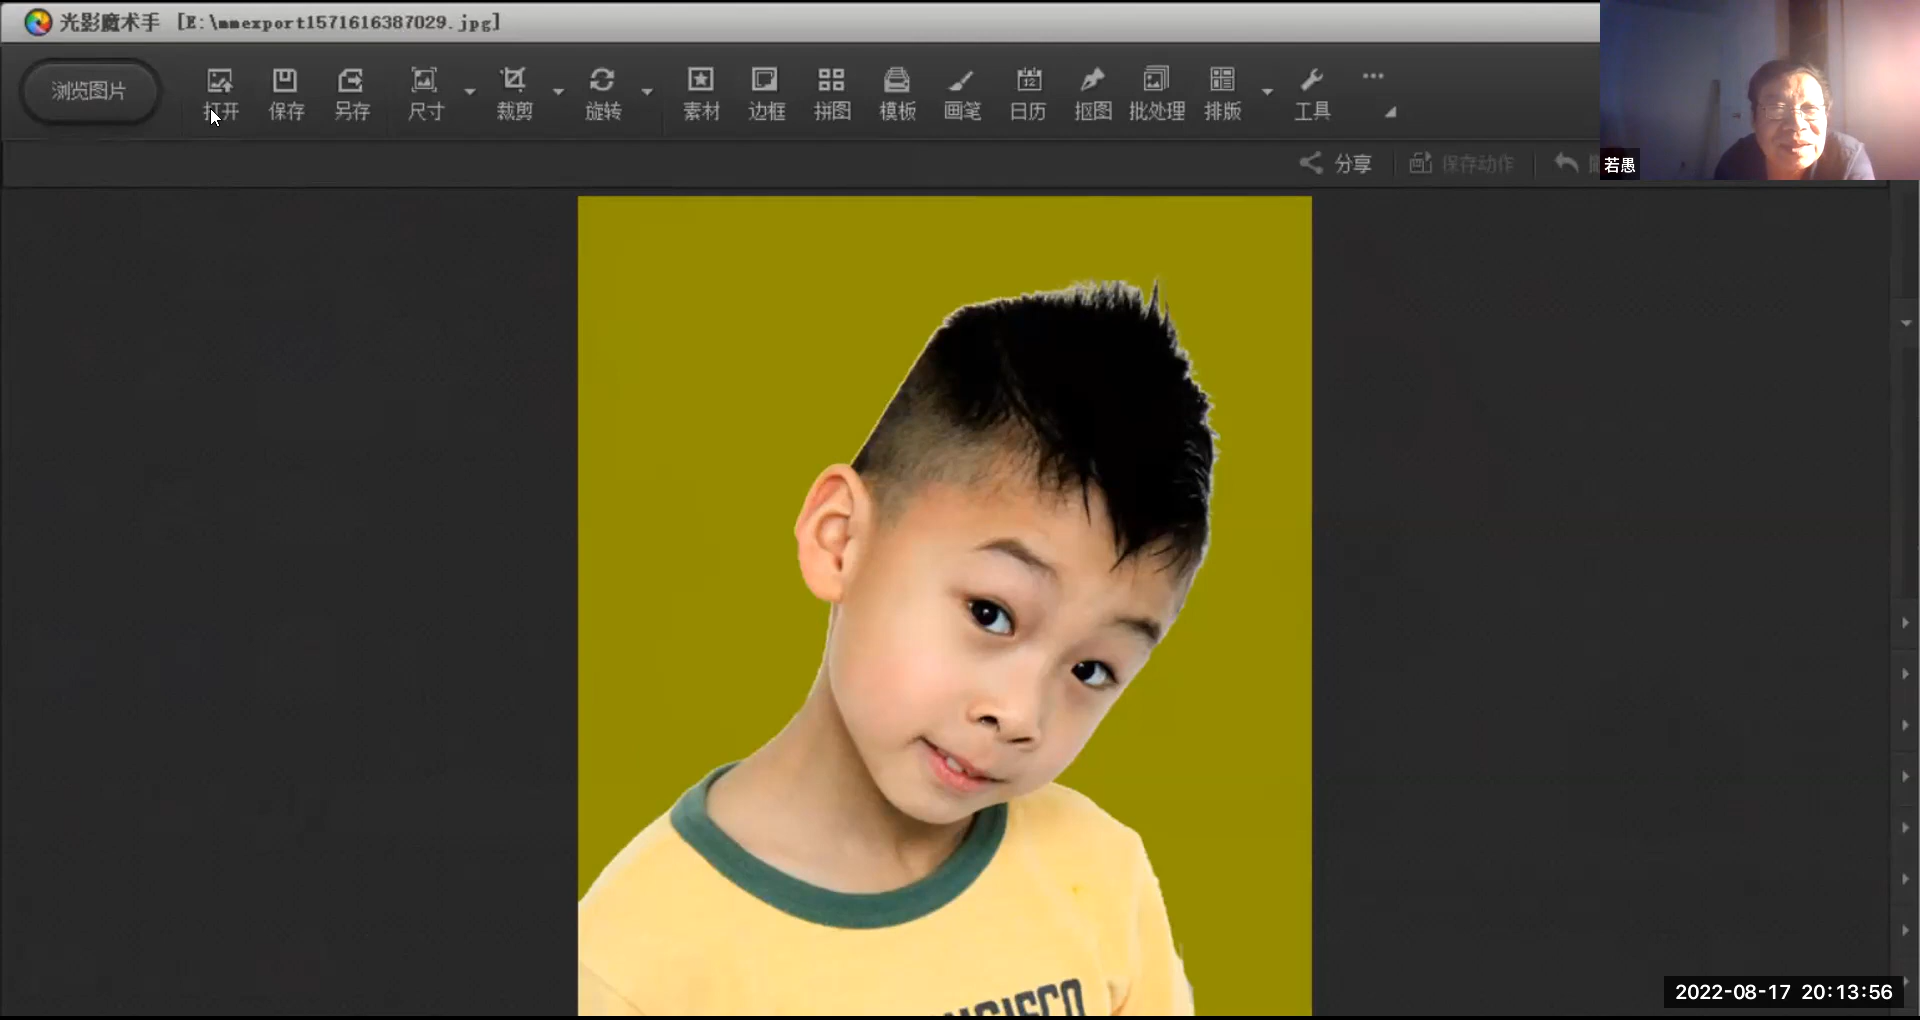 光影魔术手 [E:\mmexport1571616387029.jpg]
浏览图片
打开 保存 另存 尺寸 裁剪 旋转 素材 边框 拼图 模板 画笔 日历 抠图 批处理 排版 工具
12
分享 保存动作
若愚
2022-08-17 20:13:56